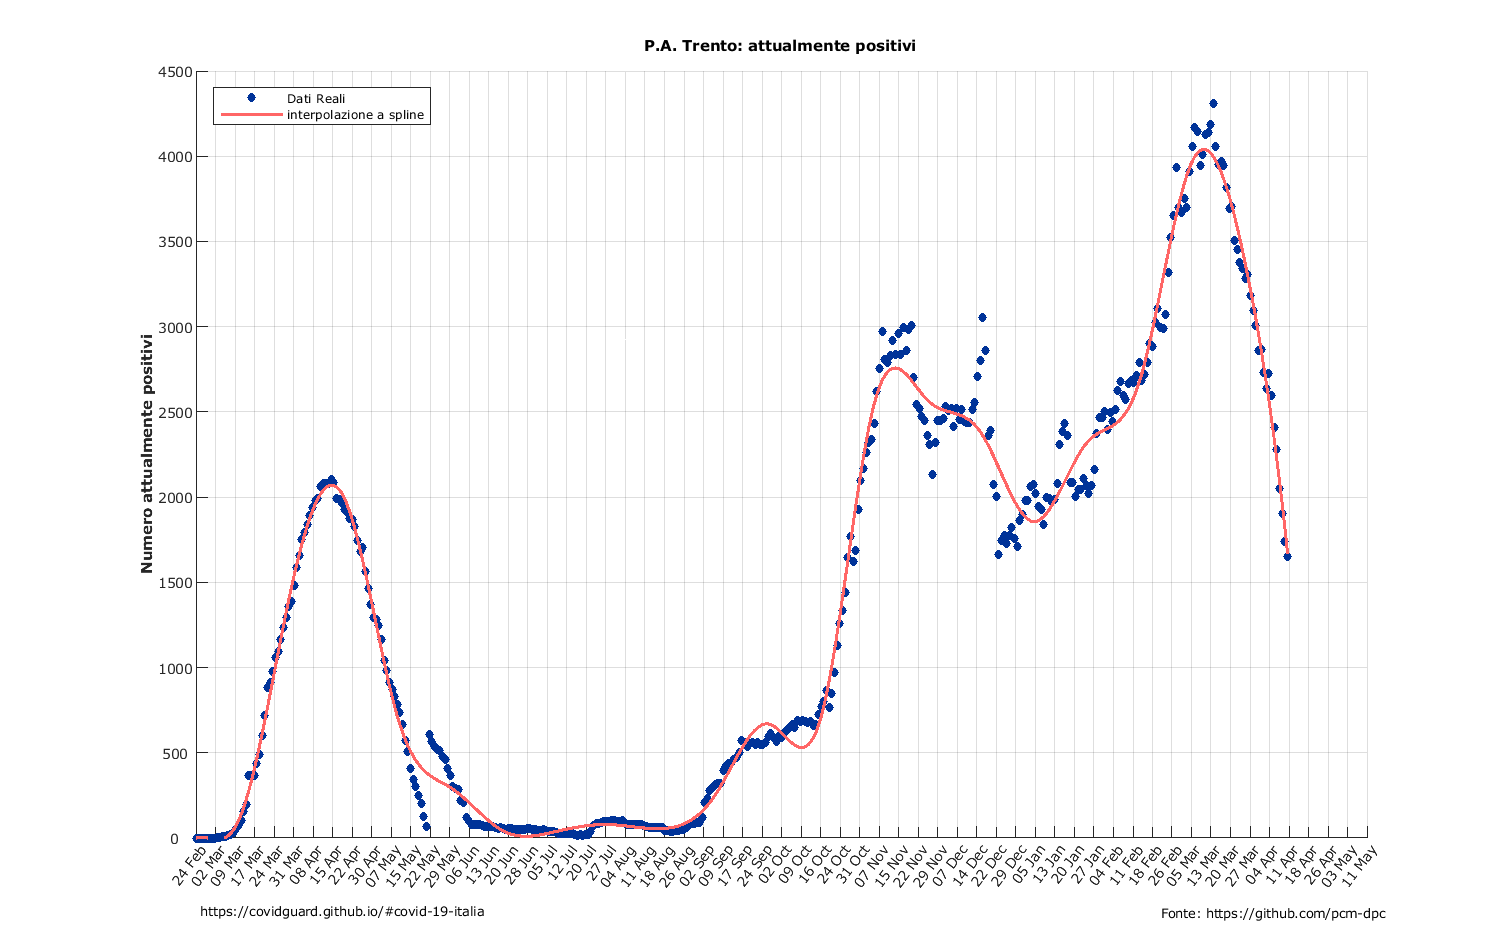 P.A. Trento: attualmente positivi
Dati Reali
interpolazione a spline
Numero attualmente positivi
4500
4000
3500
3000
2500
2000
1500
1000
500
0
24 Feb
02 Mar
09 Mar
17 Mar
24 Mar
31 Mar
08 Apr
15 Apr
22 Apr
30 Apr
07 May
15 May
22 May
29 May
06 Jun
13 Jun
20 Jun
28 Jun
05 Jul
12 Jul
20 Jul
27 Jul
04 Aug
11 Aug
18 Aug
26 Aug
02 Sep
09 Sep
17 Sep
24 Sep
02 Oct
09 Oct
16 Oct
24 Oct
31 Oct
07 Nov
15 Nov
22 Nov
29 Nov
07 Dec
14 Dec
22 Dec
29 Dec
05 Jan
13 Jan
20 Jan
27 Jan
04 Feb
11 Feb
18 Feb
26 Feb
05 Mar
13 Mar
20 Mar
27 Mar
04 Apr
11 Apr
18 Apr
26 Apr
03 May
11 May
https://covidguard.github.io/#covid-19-italia
Fonte: https://github.com/pcm-dpc